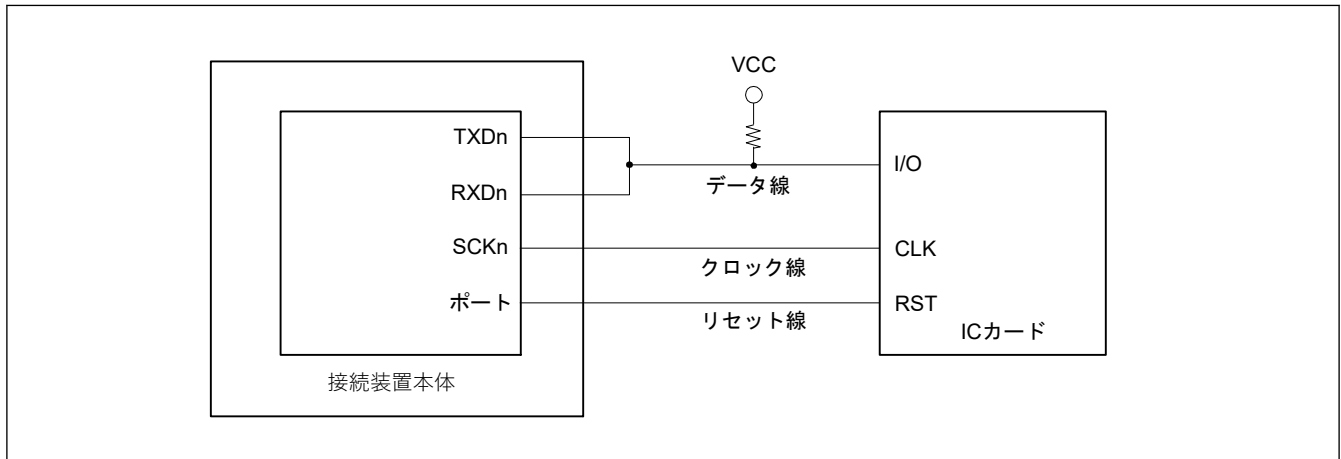 VCC
TXDn
RXDn
SCKn
ポート
接続装置本体
データ線
クロック線
リセット線
I/O
CLK
RST
ICカード